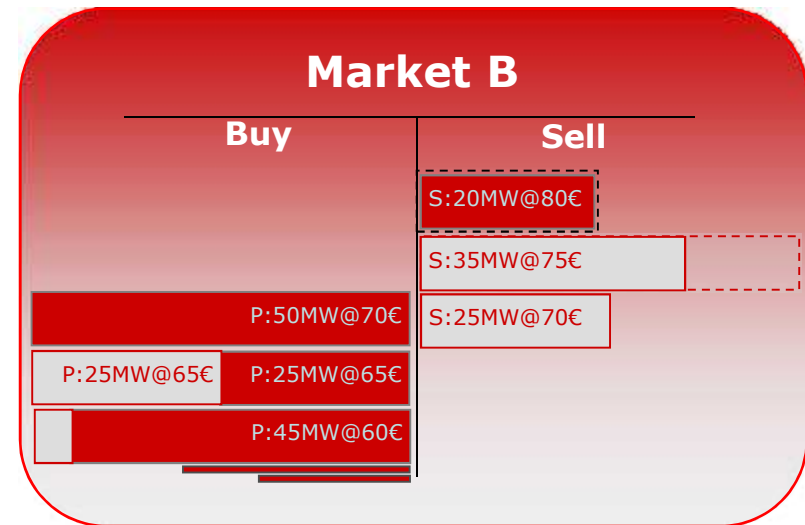 Market B
Buy Sell
S:20MW@80€
S:35MW@75€
P:50MW@70€ S:25MW@70€
P:25MW@65€ P:25MW@65€
P:45MW@60€